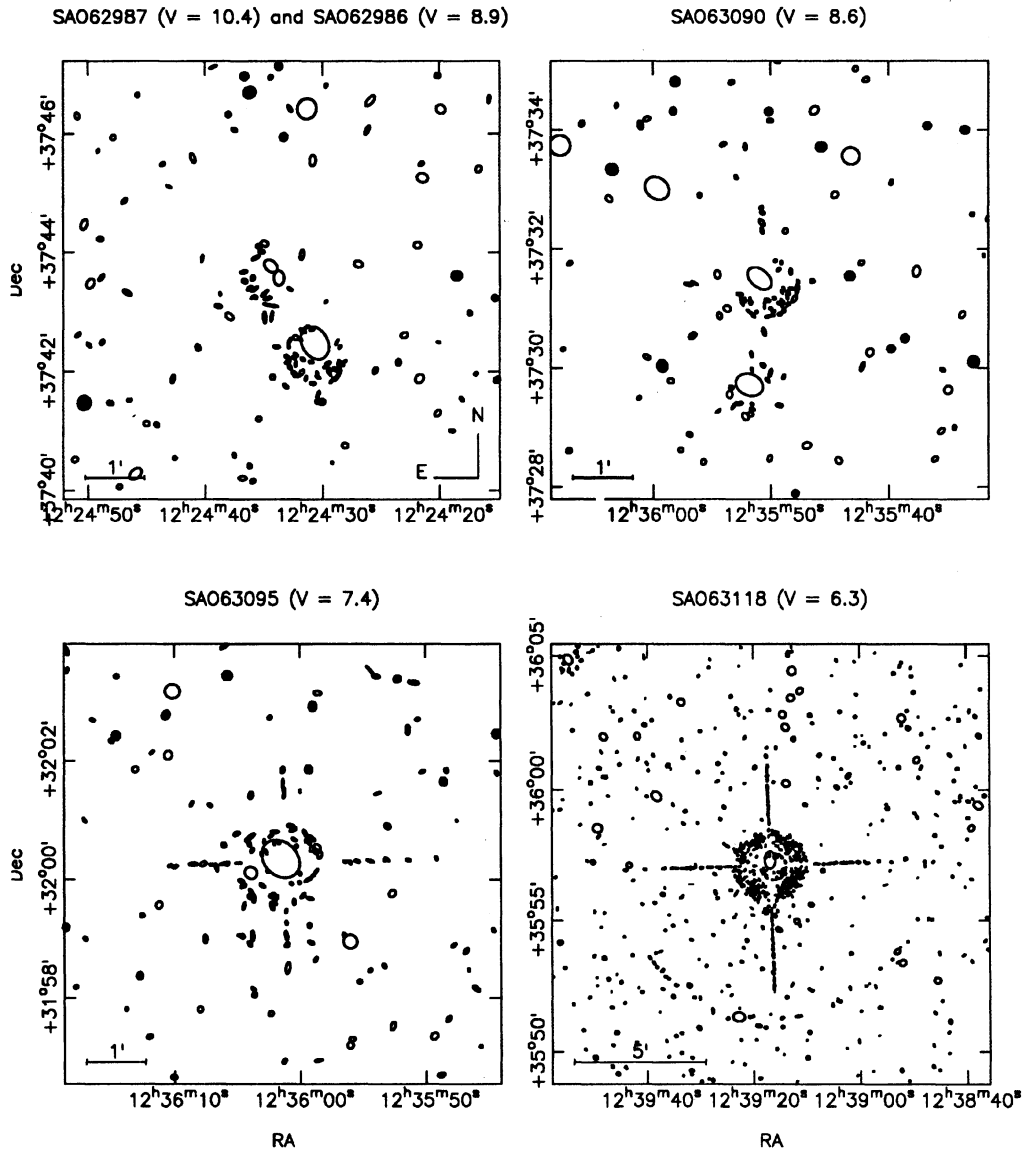 SAO62987 (V = 10.4) and SAO62986 (V = 8.9)
SAO63090 (V = 8.6)
+37°46'
+37°44'
+37°42'
+37°40'
Dec
1'
N
E
12ʰ24ᵐ50ˢ
12ʰ24ᵐ40ˢ
12ʰ24ᵐ30ˢ
12ʰ24ᵐ20ˢ
+37°34'
+37°32'
+37°30'
+37°28'
1'
12ʰ36ᵐ00ˢ
12ʰ35ᵐ50ˢ
12ʰ35ᵐ40ˢ
SAO63095 (V = 7.4)
SAO63118 (V = 6.3)
+32°02'
+32°00'
+31°58'
Dec
1'
12ʰ36ᵐ10ˢ
12ʰ36ᵐ00ˢ
12ʰ35ᵐ50ˢ
RA
+36°05'
+36°00'
+35°55'
+35°50'
5'
12ʰ39ᵐ40ˢ
12ʰ39ᵐ20ˢ
12ʰ39ᵐ00ˢ
12ʰ38ᵐ40ˢ
RA